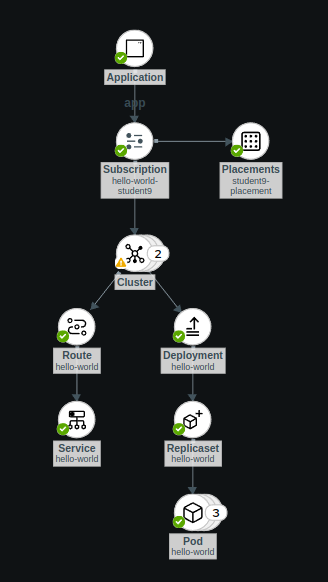 Application
app
Subscription
hello-world-
student9
Placements
student9-
placement
2
Cluster
Route
hello-world
Deployment
hello-world
Service
hello-world
Replicaset
hello-world
3
Pod
hello-world